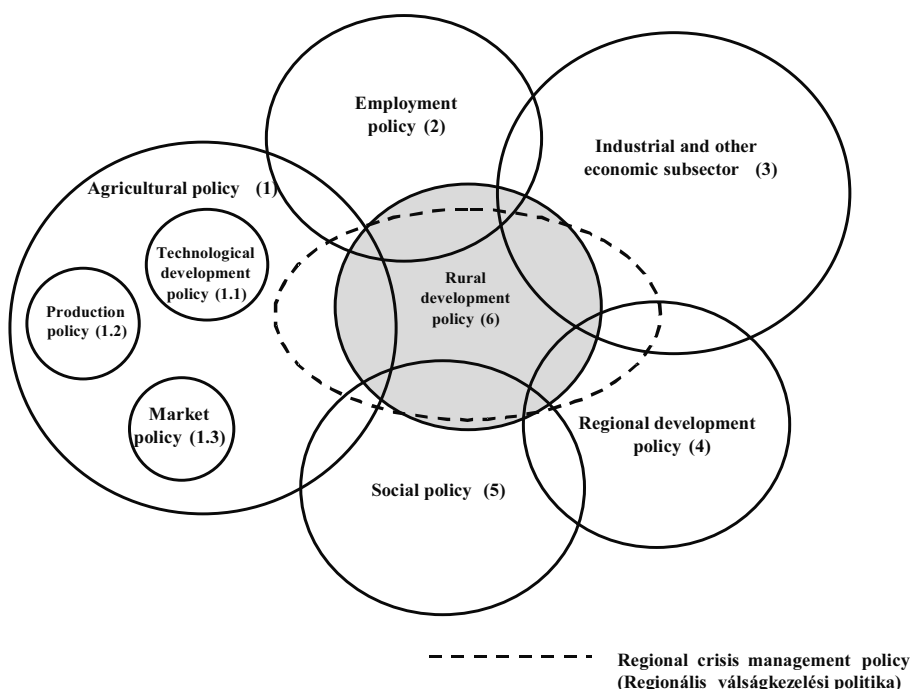 Employment
policy (2)
Industrial and other
economic subsector (3)
Agricultural policy (1)
Technological
development
policy (1.1)
Production
policy (1.2)
Market
policy (1.3)
Rural
development
policy (6)
Regional development
policy (4)
Social policy (5)
Regional crisis management policy
(Regionális válságkezelési politika)